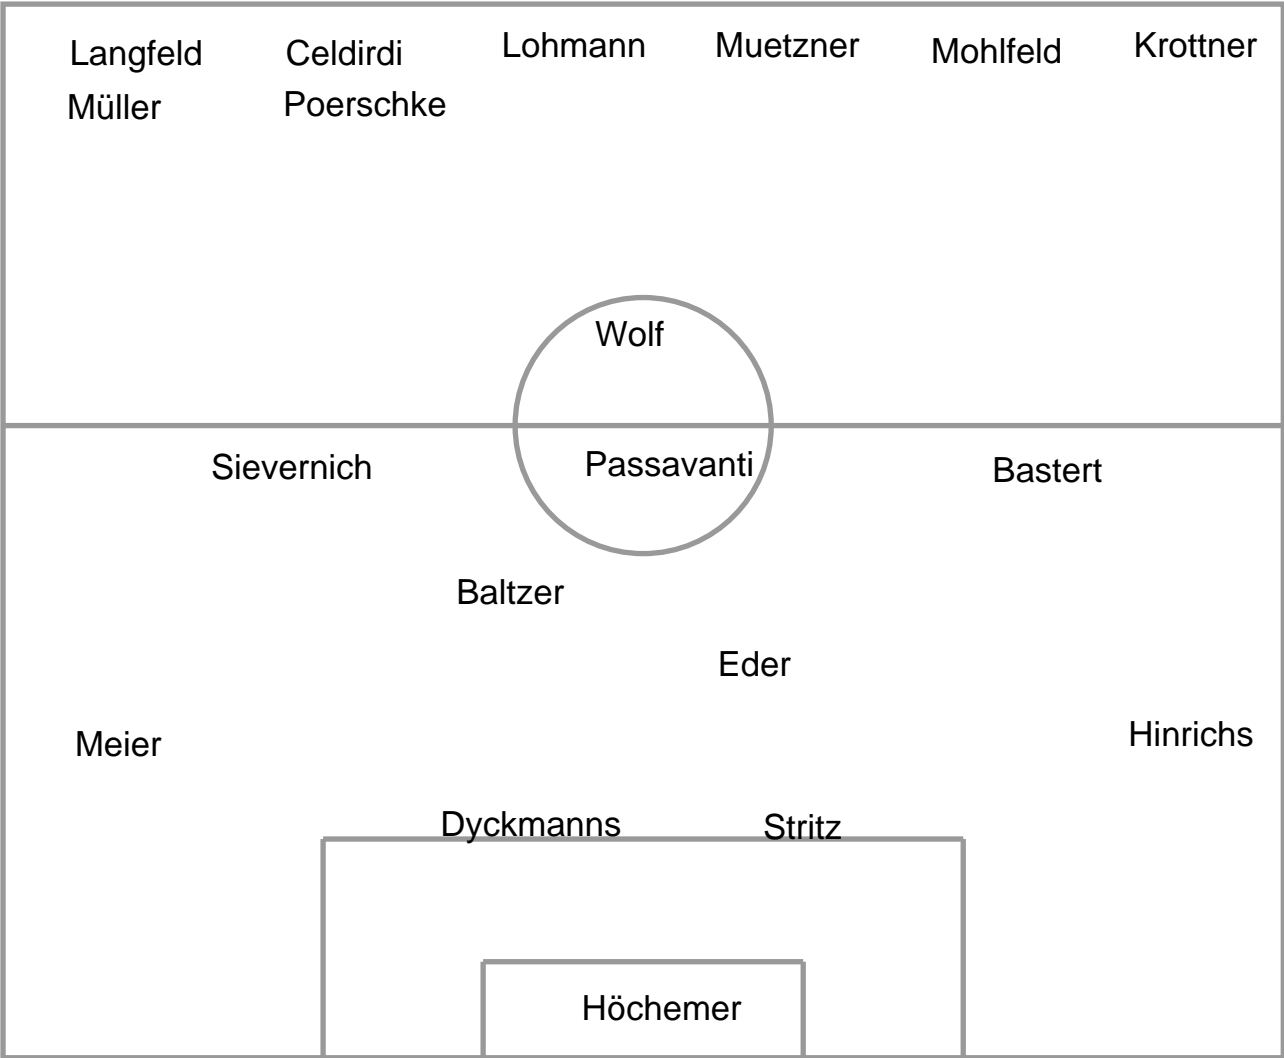 Langfeld Celdirdi Lohmann Muetzner Mohlfeld Krottner
Müller Poerschke
Wolf
Sievernich Passavanti Bastert
Baltzer
Eder
Meier Hinrichs
Dyckmanns Stritz
Höchemer